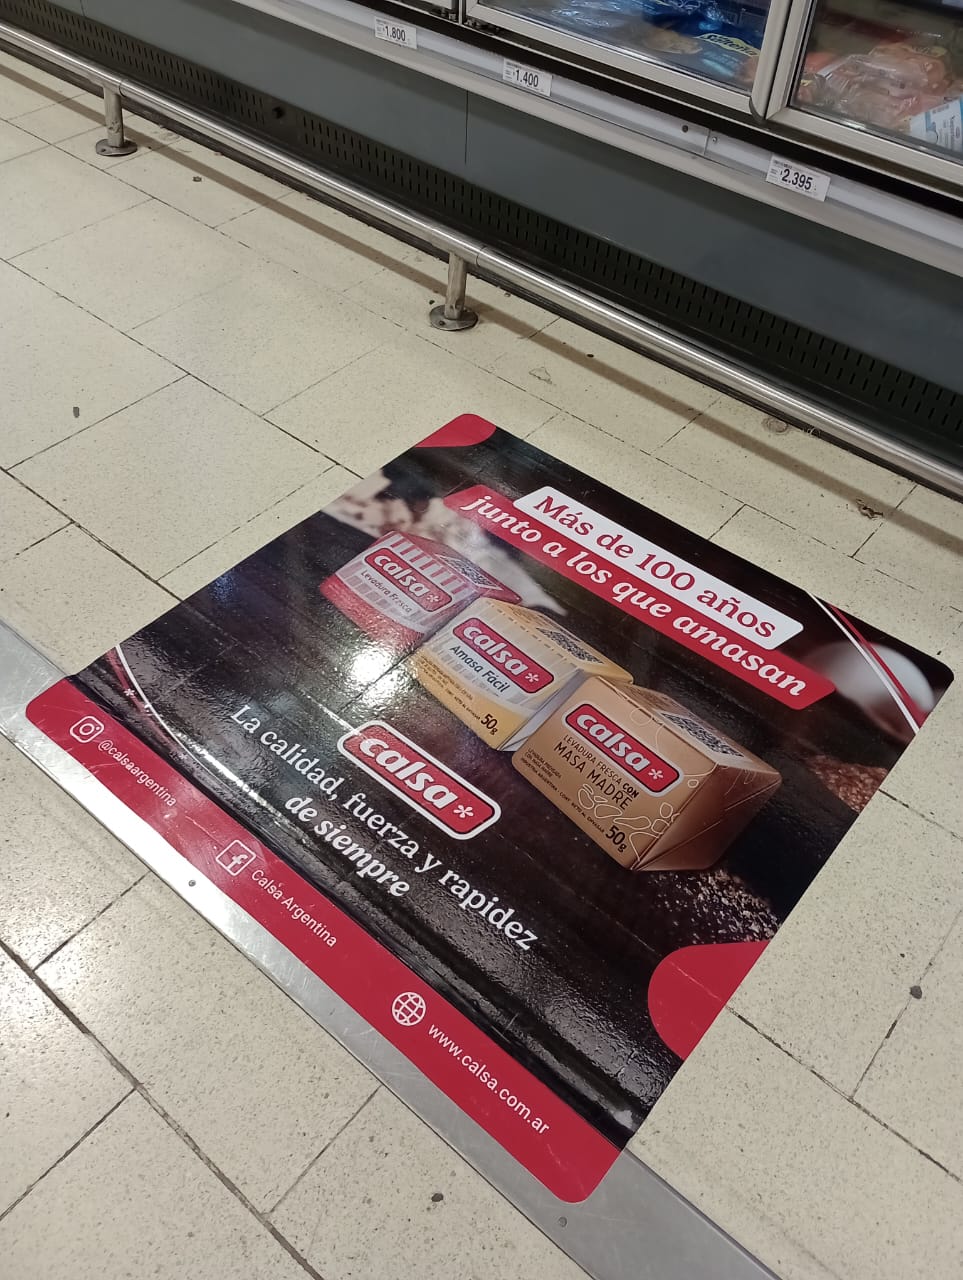 1.800
1.400
2.395
Más de 100 años
junto a los que amasan
calsa
Levadura Fresca
calsa
Amasa Fácil
50g
calsa
LEVADURA FRESCA CON
MASA MADRE
50g
calsa
La calidad, fuerza y rapidez
de siempre
@calsaargentina
Calsa Argentina
www.calsa.com.ar